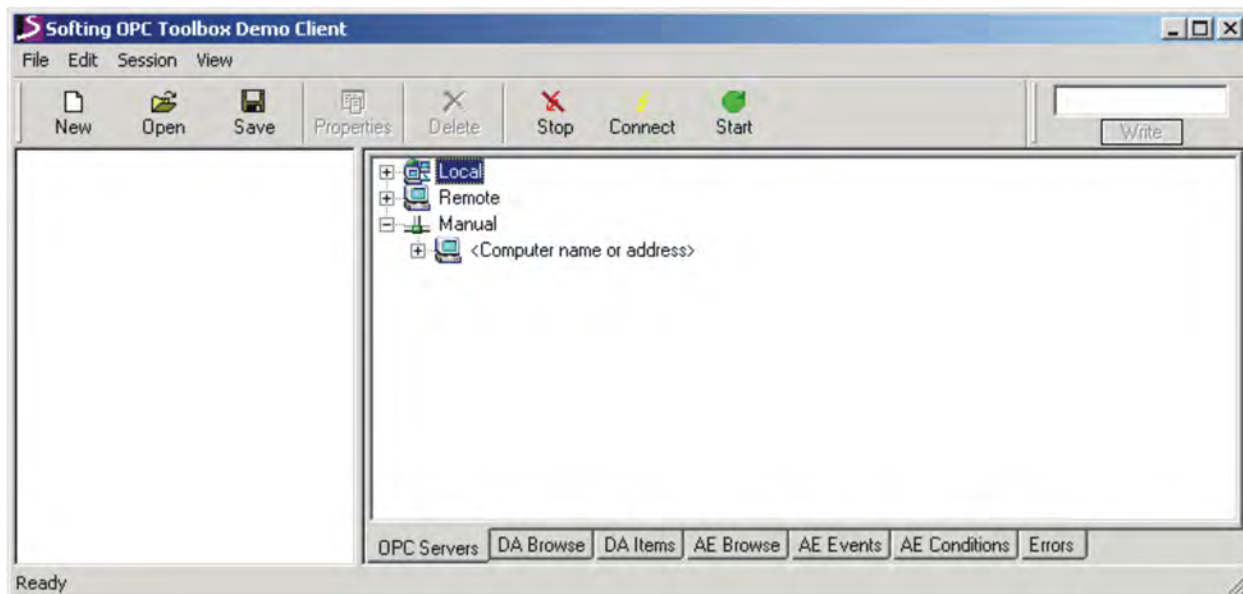 Softing OPC Toolbox Demo Client
File Edit Session View
New Open Save Properties Delete Stop Connect Start Write
Local
Remote
Manual
<Computer name or address>
OPC Servers DA Browse DA Items AE Browse AE Events AE Conditions Errors
Ready